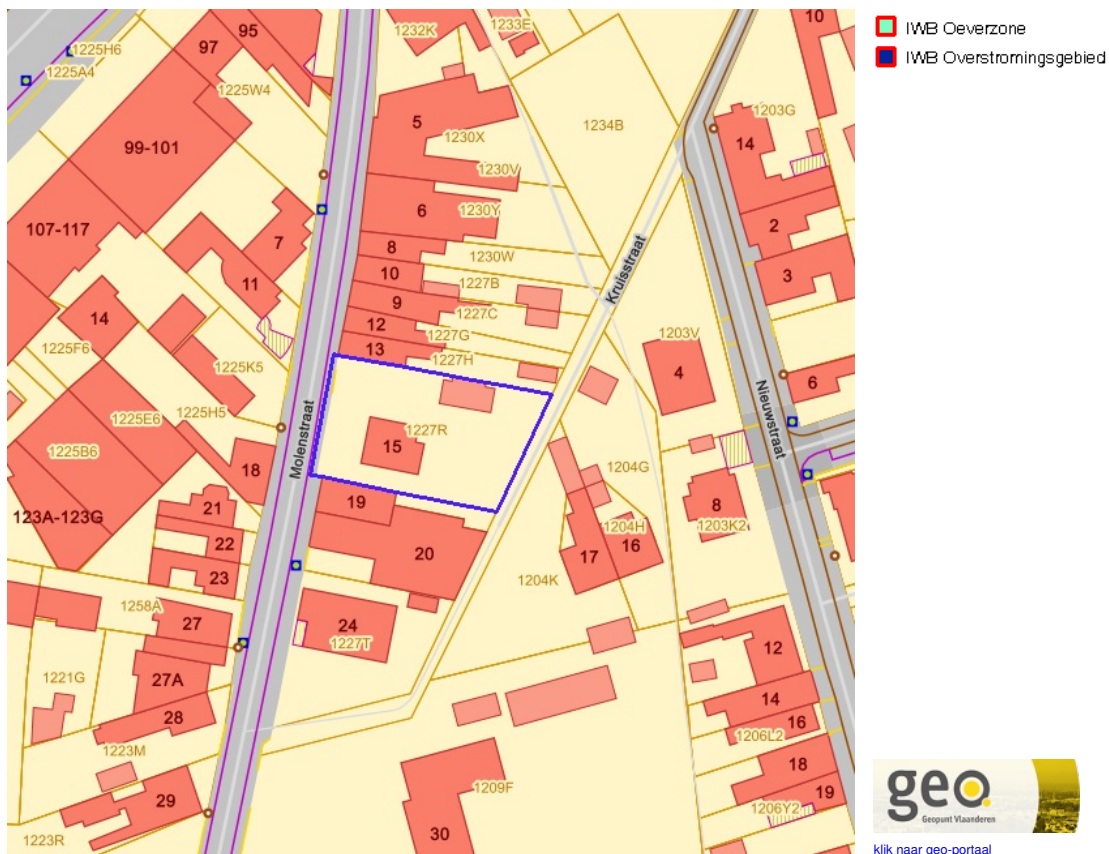 IWB Oeverzone
IWB Overstromingsgebied
95
97
1225H6
1225A4
1225W4
1232K
1233E
10
99-101
5
1230X
1234B
1203G
14
1230V
107-117
7
6
1230Y
2
8
1230W
3
11
10
1227B
Kruisstraat
14
9
1227C
1225F6
12
1227G
1203V
1225K5
13
1227H
4
6
1225E6
1225H5
Molenstraat
1227R
Nieuwstraat
1225B6
15
18
1204G
123A-123G
21
19
8
1203K2
22
20
17
16
1204H
23
1204K
1258A
27
24
1227T
12
1221G
27A
14
28
16
1206L2
1223M
18
29
1209F
19
1206Y2
30
1223R
geo
Geopunt Vlaanderen
klik naar geo-portaal